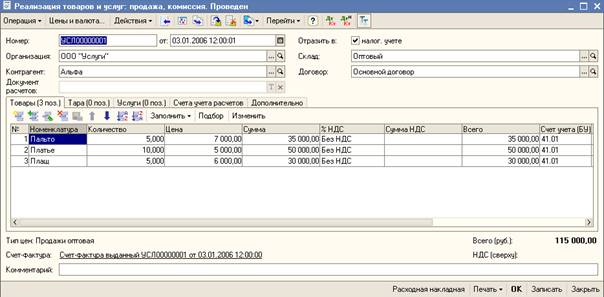 Реализация товаров и услуг: продажа, комиссия. Проведен
Операция Цены и валюта... Действия Перейти ? Дт Кт Дт Кт
Номер: УСЛ00000001 от: 03.01.2006 12:00:01 Отразить в: налог. учете
Организация: ООО "Услуги" Склад: Оптовый
Контрагент: Альфа Договор: Основной договор
Документ расчетов:
Товары (3 поз.) Тара (0 поз.) Услуги (0 поз.) Счета учета расчетов Дополнительно
Заполнить Подбор Изменить
№ Номенклатура Количество Цена Сумма % НДС Сумма НДС Всего Счет учета (БУ)
1 Пальто 5,000 7 000,00 35 000,00 Без НДС 35 000,00 41.01
2 Платье 10,000 5 000,00 50 000,00 Без НДС 50 000,00 41.01
3 Плащ 5,000 6 000,00 30 000,00 Без НДС 30 000,00 41.01
Тип цен: Продажи оптовая Всего (руб.): 115 000,00
Счет-фактура: Счет-фактура выданный УСЛ00000001 от 03.01.2006 12:00:00 НДС (сверху):
Комментарий:
Расходная накладная Печать OK Записать Закрыть